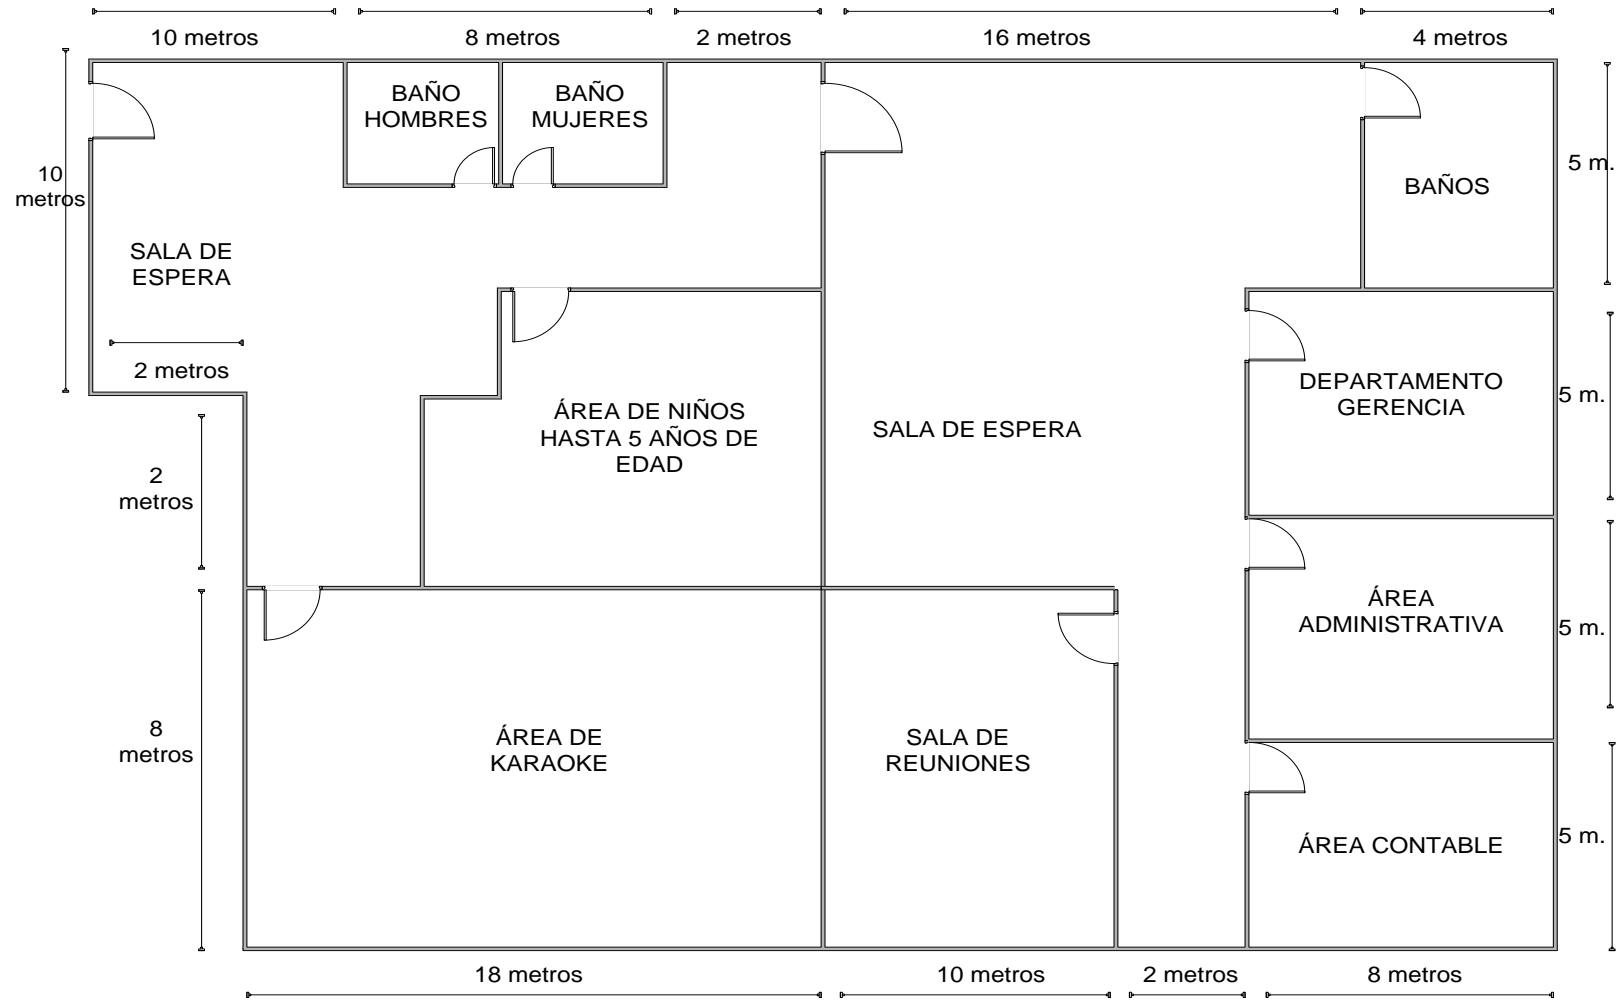 10 metros
8 metros
2 metros
16 metros
4 metros
BAÑO
HOMBRES
BAÑO
MUJERES
10
metros
5 m.
BAÑOS
SALA DE
ESPERA
2 metros
DEPARTAMENTO
GERENCIA
5 m.
ÁREA DE NIÑOS
HASTA 5 AÑOS DE
EDAD
SALA DE ESPERA
2
metros
ÁREA
ADMINISTRATIVA
5 m.
8
metros
ÁREA DE
KARAOKE
SALA DE
REUNIONES
ÁREA CONTABLE
5 m.
18 metros
10 metros
2 metros
8 metros